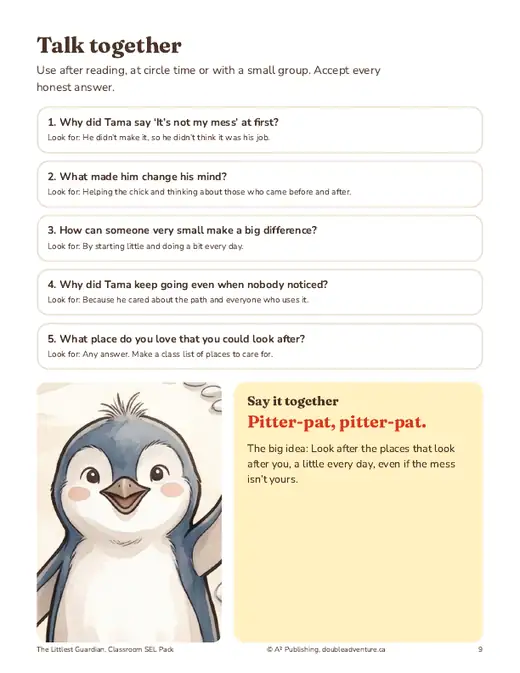 Talk together
Use after reading, at circle time or with a small group. Accept every
honest answer.
1. Why did Tama say ‘It’s not my mess’ at first?
Look for: He didn’t make it, so he didn’t think it was his job.
2. What made him change his mind?
Look for: Helping the chick and thinking about those who came before and after.
3. How can someone very small make a big difference?
Look for: By starting little and doing a bit every day.
4. Why did Tama keep going even when nobody noticed?
Look for: Because he cared about the path and everyone who uses it.
5. What place do you love that you could look after?
Look for: Any answer. Make a class list of places to care for.
Say it together
Pitter-pat, pitter-pat.
The big idea: Look after the places that look
after you, a little every day, even if the mess
isn’t yours.
The Littlest Guardian, Classroom SEL Pack
© A² Publishing, doubleadventure.ca
9